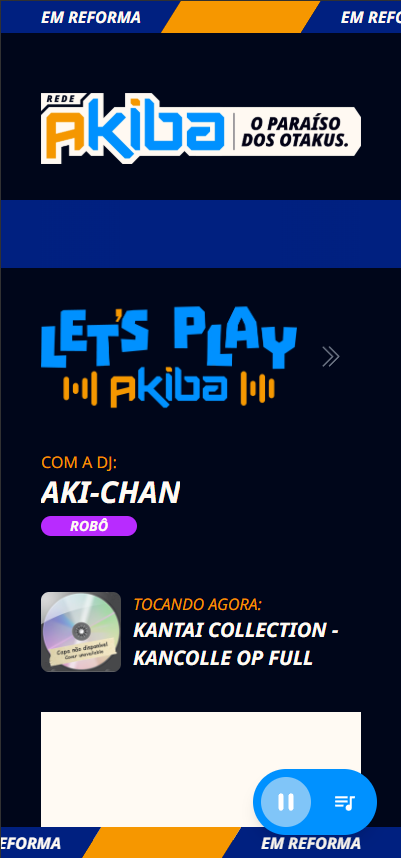 EM REFORMA
EM REFO
REDE
akiba
O PARAÍSO
DOS OTAKUS.
LET'S PLAY
akiba
COM A DJ:
AKI-CHAN
ROBÔ
TOCANDO AGORA:
KANTAI COLLECTION -
KANCOLLE OP FULL
Capa não disponível
Cover unavailable
EFORMA
EM REFORMA